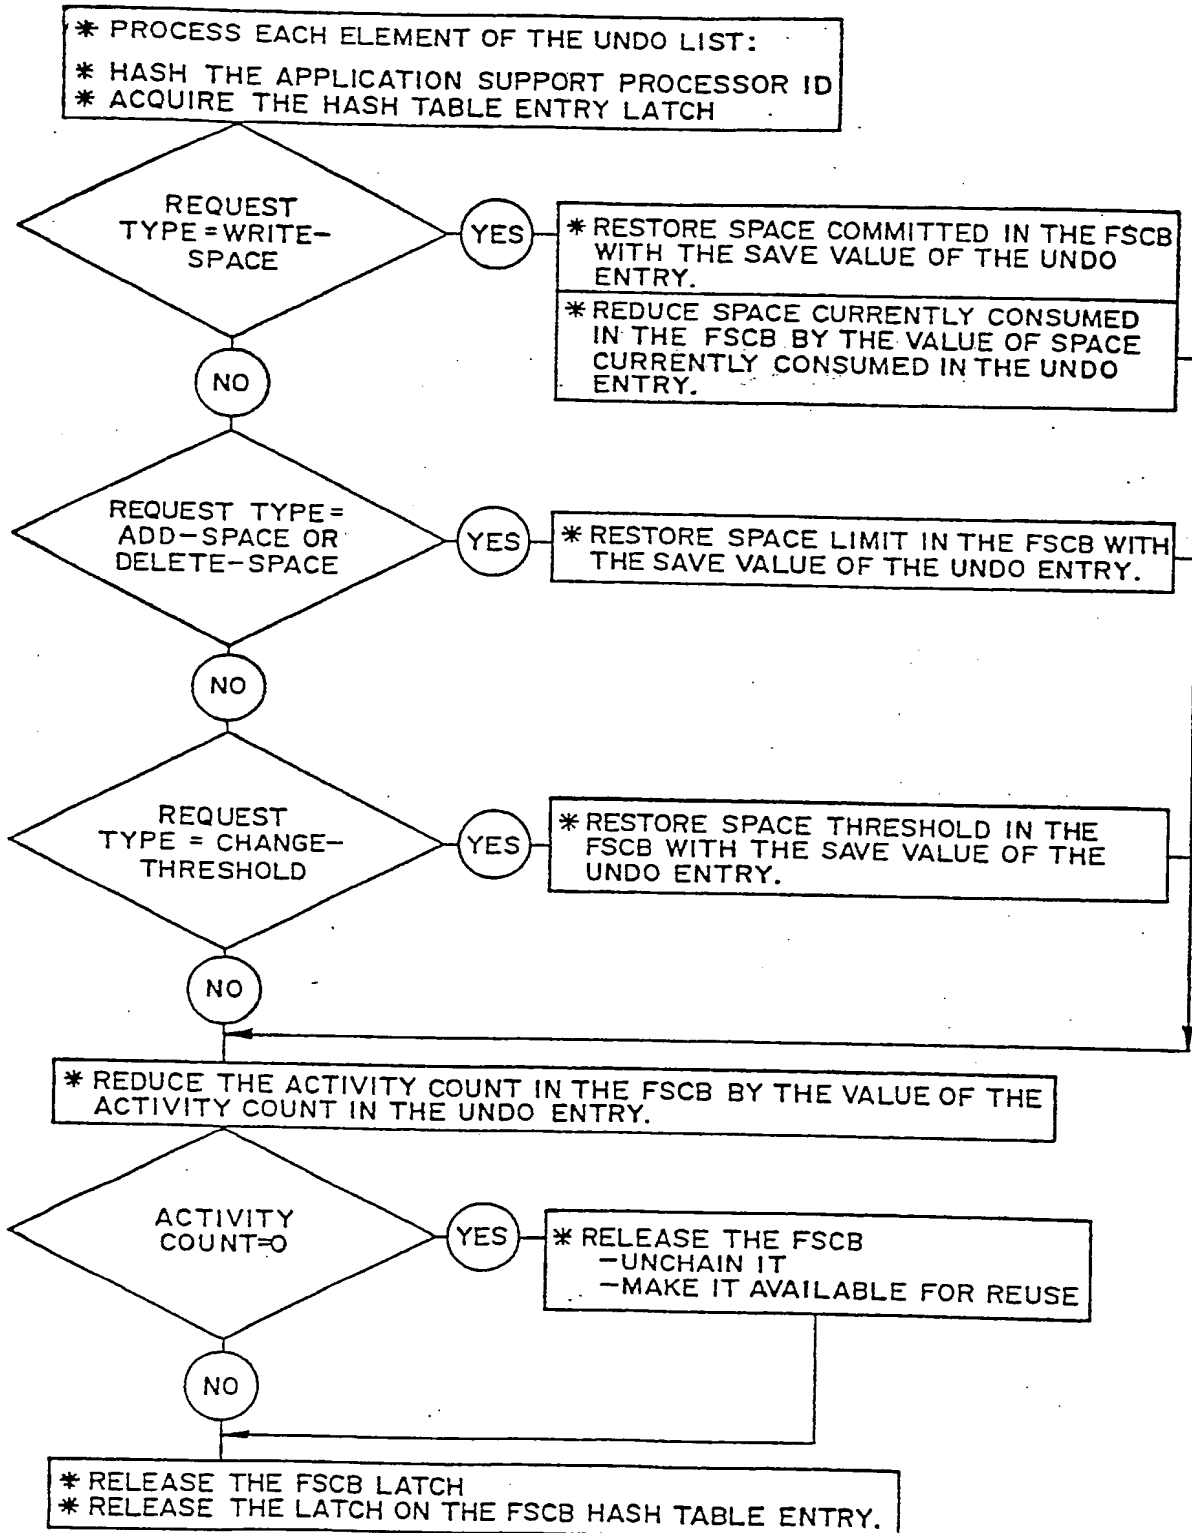 * PROCESS EACH ELEMENT OF THE UNDO LIST:
* HASH THE APPLICATION SUPPORT PROCESSOR ID
* ACQUIRE THE HASH TABLE ENTRY LATCH
REQUEST
TYPE=WRITE-
SPACE
YES
* RESTORE SPACE COMMITTED IN THE FSCB
WITH THE SAVE VALUE OF THE UNDO
ENTRY.
* REDUCE SPACE CURRENTLY CONSUMED
IN THE FSCB BY THE VALUE OF SPACE
CURRENTLY CONSUMED IN THE UNDO
ENTRY.
NO
REQUEST TYPE=
ADD-SPACE OR
DELETE-SPACE
YES
* RESTORE SPACE LIMIT IN THE FSCB WITH
THE SAVE VALUE OF THE UNDO ENTRY.
NO
REQUEST
TYPE = CHANGE-
THRESHOLD
YES
* RESTORE SPACE THRESHOLD IN THE
FSCB WITH THE SAVE VALUE OF THE
UNDO ENTRY.
NO
* REDUCE THE ACTIVITY COUNT IN THE FSCB BY THE VALUE OF THE
ACTIVITY COUNT IN THE UNDO ENTRY.
ACTIVITY
COUNT=0
YES
* RELEASE THE FSCB
-UNCHAIN IT
-MAKE IT AVAILABLE FOR REUSE
NO
* RELEASE THE FSCB LATCH
* RELEASE THE LATCH ON THE FSCB HASH TABLE ENTRY.